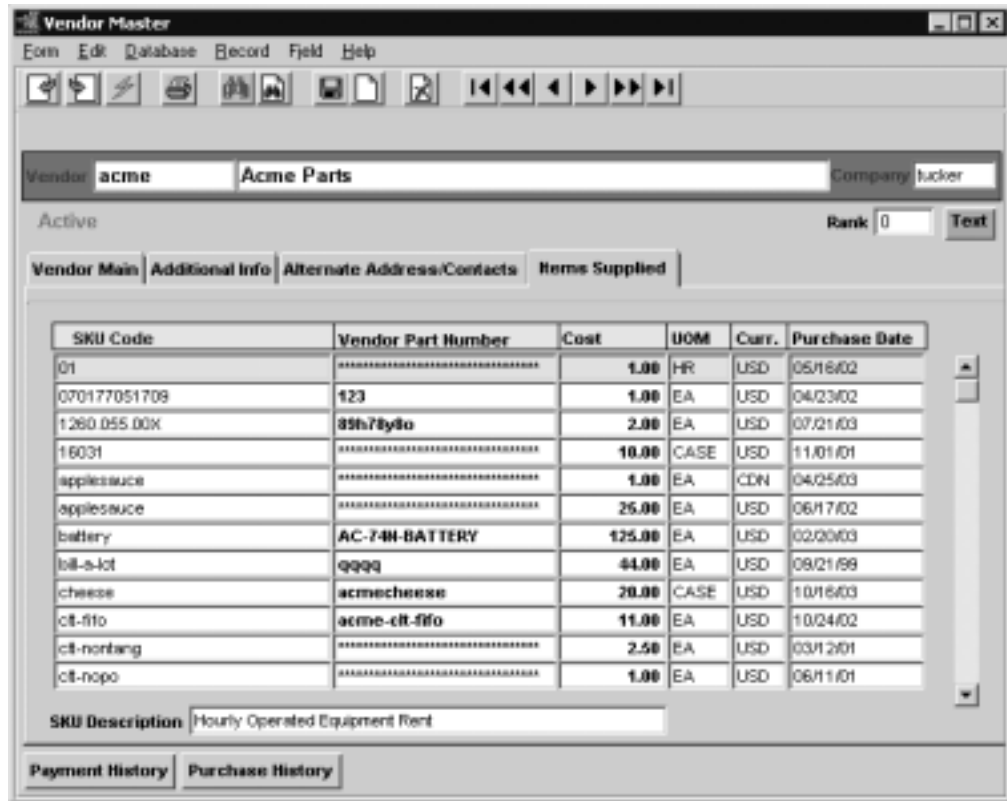 Vendor Master
Form Edit Database Record Field Help
Vendor acme Acme Parts Company tucker
Active Rank 0 Text
Vendor Main Additional Info Alternate Address/Contacts Items Supplied
SKU Code Vendor Part Number Cost UOM Curr. Purchase Date
01 1.00 HR USD 05/16/02
070177051709 123 1.00 EA USD 04/23/02
1260.055.00X 89h78y8o 2.00 EA USD 07/21/03
16031 10.00 CASE USD 11/01/01
applesauce 1.00 EA CDN 04/25/03
applesauce 25.00 EA USD 06/17/02
battery AC-74N-BATTERY 125.00 EA USD 02/20/03
bill-a-lot qqqq 44.00 EA USD 09/21/99
cheese acmecheese 20.00 CASE USD 10/16/03
clt-fifo acme-clt-fifo 11.00 EA USD 10/24/02
clt-nontang 2.50 EA USD 03/12/01
clt-nopo 1.00 EA USD 06/11/01
SKU Description Hourly Operated Equipment Rent
Payment History Purchase History